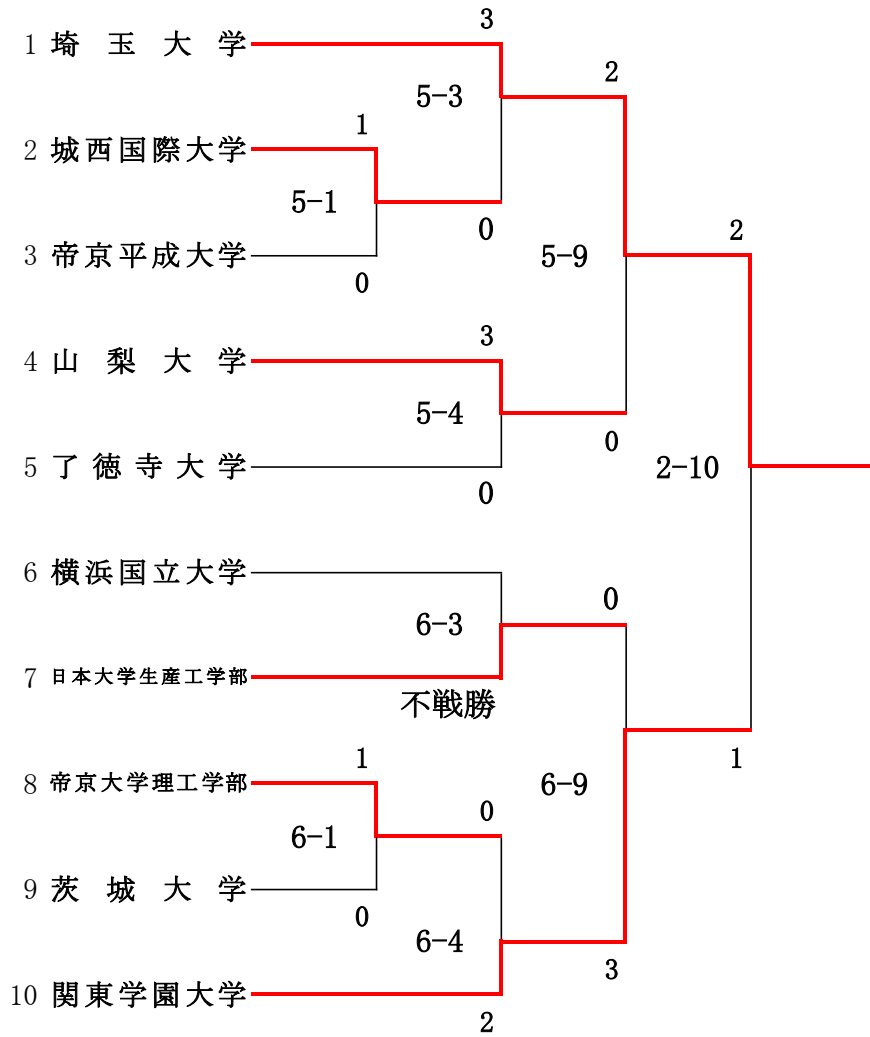 3
1 埼玉大学
2
5-3
1
2 城西国際大学
5-1
0
2
3 帝京平成大学
5-9
0
3
4 山梨大学
5-4
0
2-10
5 了徳寺大学
0
6 横浜国立大学
0
6-3
7 日本大学生産工学部
不戦勝
1
1
8 帝京大学理工学部
6-9
0
6-1
9 茨城大学
0
6-4
3
10 関東学園大学
2